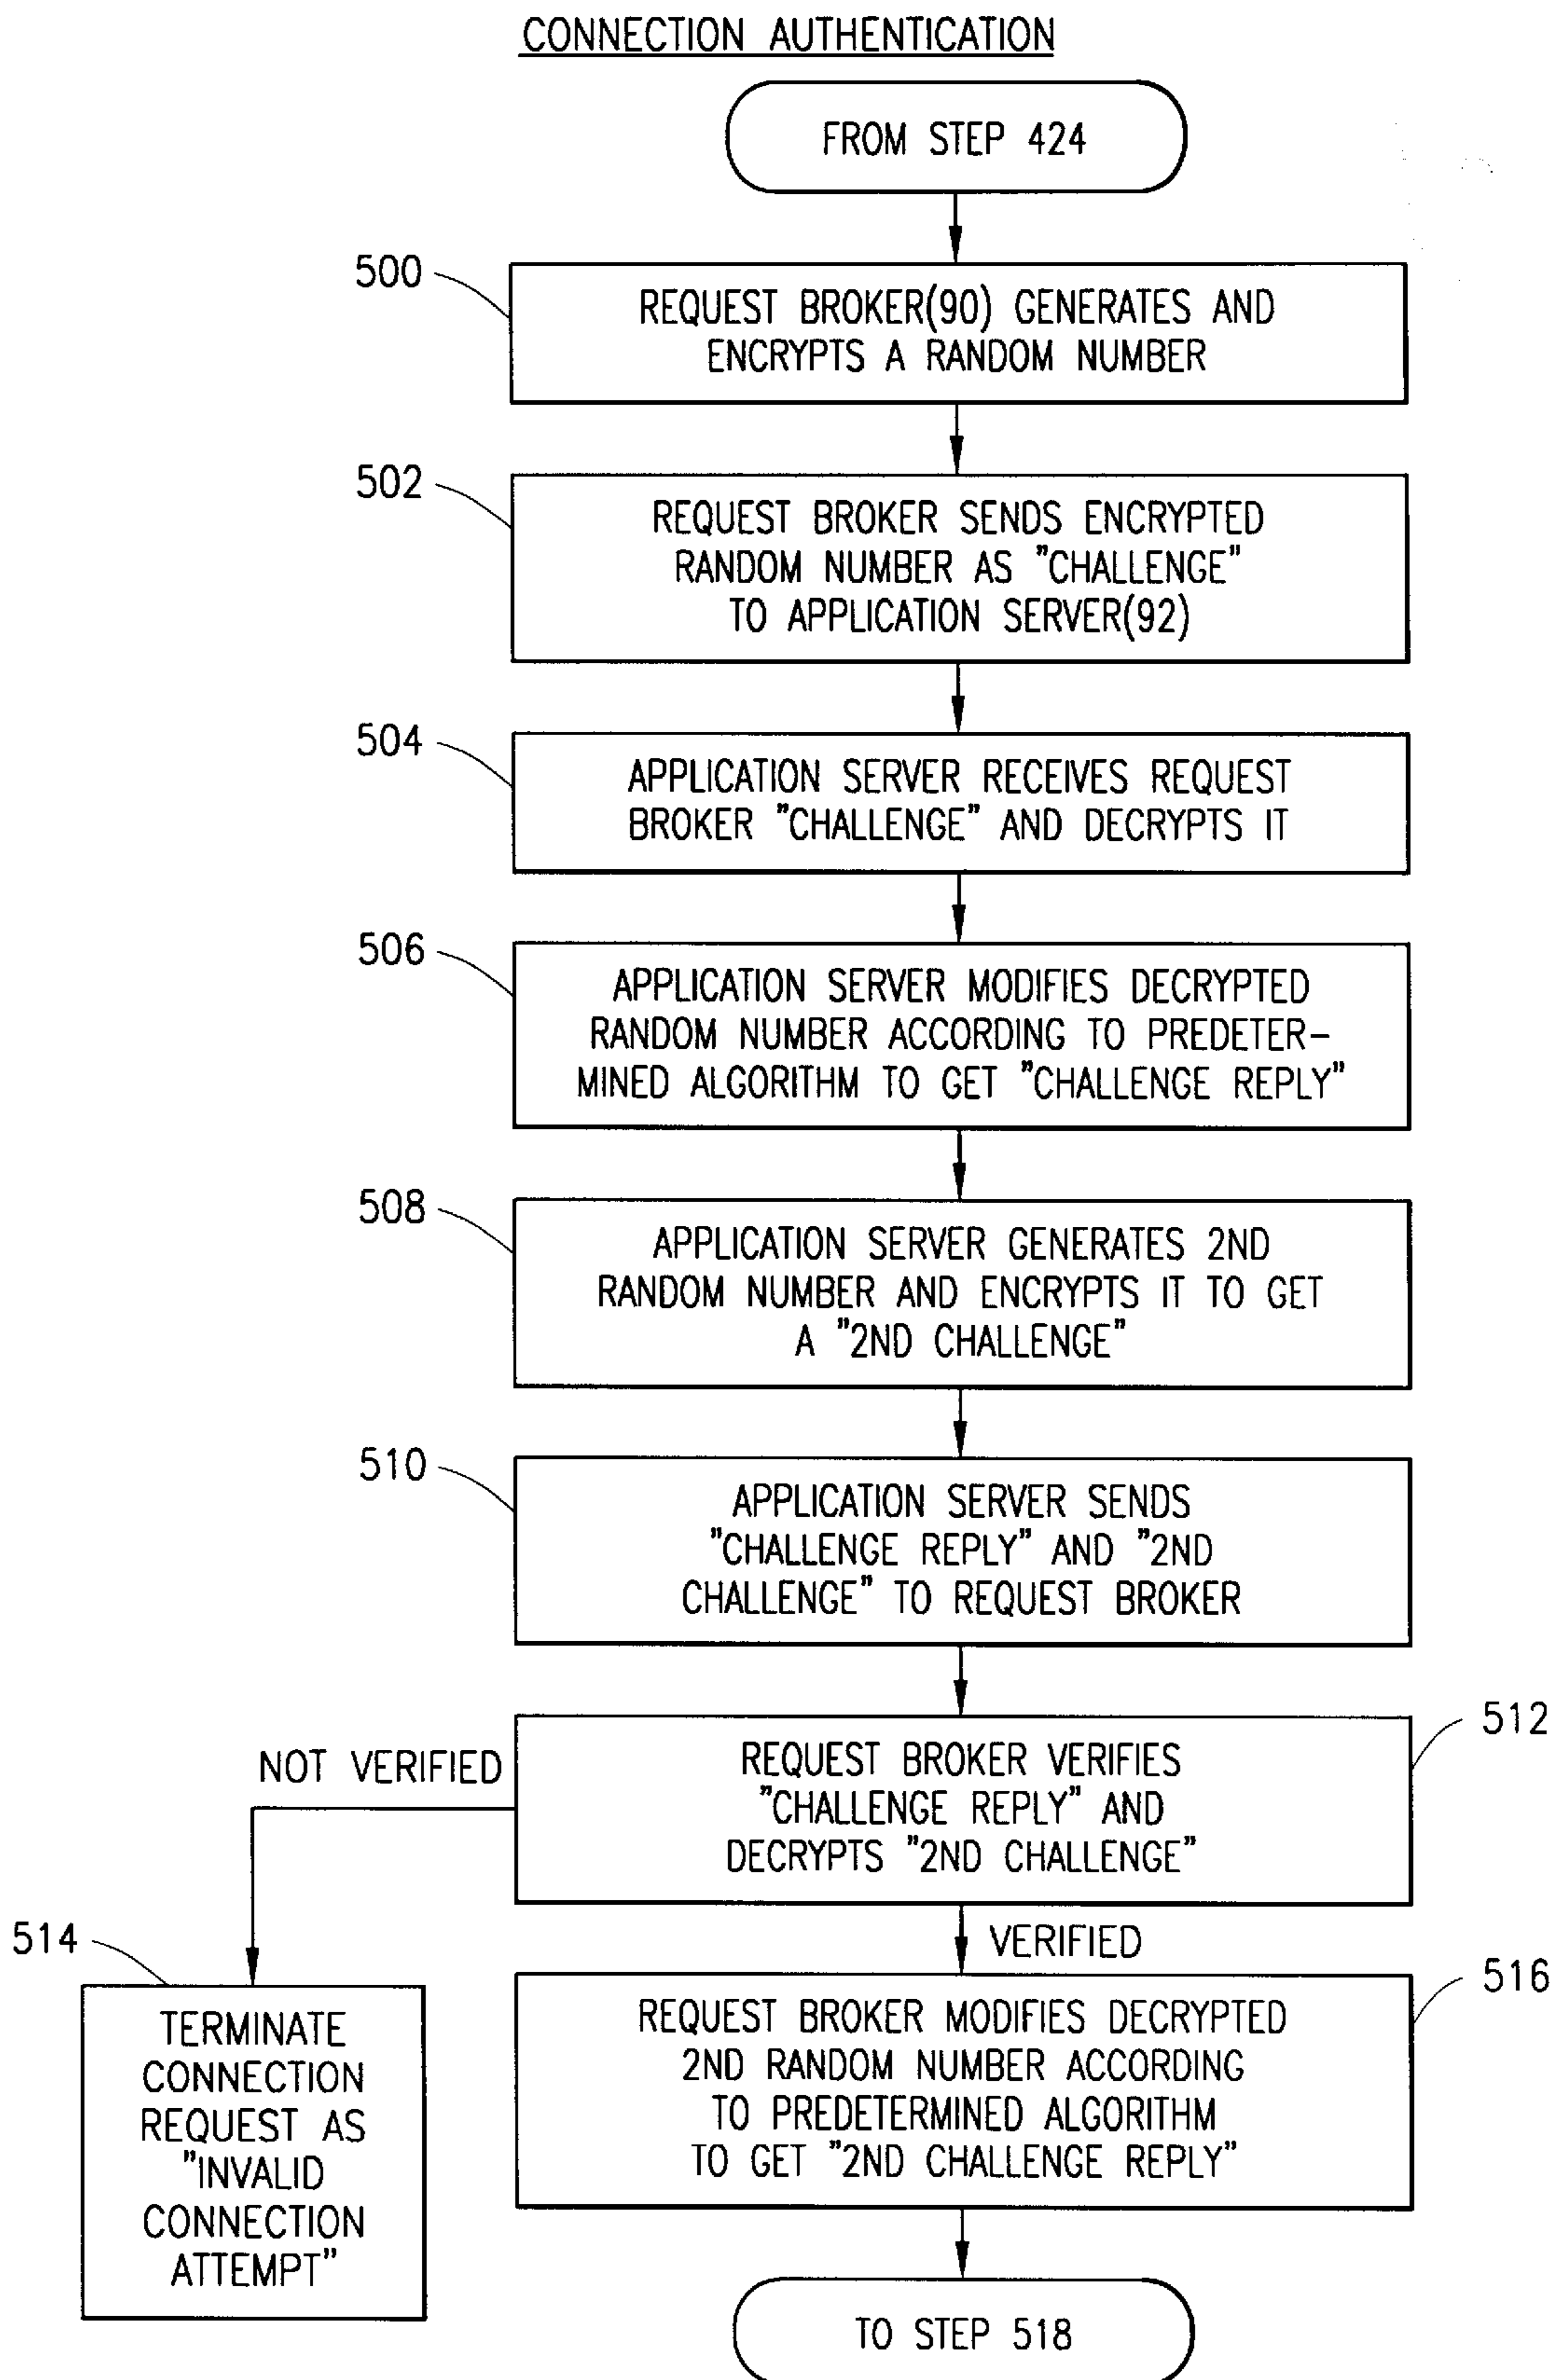 CONNECTION AUTHENTICATION
FROM STEP 424
500
REQUEST BROKER(90) GENERATES AND
ENCRYPTS A RANDOM NUMBER
502
REQUEST BROKER SENDS ENCRYPTED
RANDOM NUMBER AS "CHALLENGE"
TO APPLICATION SERVER(92)
504
APPLICATION SERVER RECEIVES REQUEST
BROKER "CHALLENGE" AND DECRYPTS IT
506
APPLICATION SERVER MODIFIES DECRYPTED
RANDOM NUMBER ACCORDING TO PREDETER-
MINED ALGORITHM TO GET "CHALLENGE REPLY"
508
APPLICATION SERVER GENERATES 2ND
RANDOM NUMBER AND ENCRYPTS IT TO GET
A "2ND CHALLENGE"
510
APPLICATION SERVER SENDS
"CHALLENGE REPLY" AND "2ND
CHALLENGE" TO REQUEST BROKER
512
REQUEST BROKER VERIFIES
"CHALLENGE REPLY" AND
DECRYPTS "2ND CHALLENGE"
NOT VERIFIED
VERIFIED
514
TERMINATE
CONNECTION
REQUEST AS
"INVALID
CONNECTION
ATTEMPT"
516
REQUEST BROKER MODIFIES DECRYPTED
2ND RANDOM NUMBER ACCORDING
TO PREDETERMINED ALGORITHM
TO GET "2ND CHALLENGE REPLY"
TO STEP 518